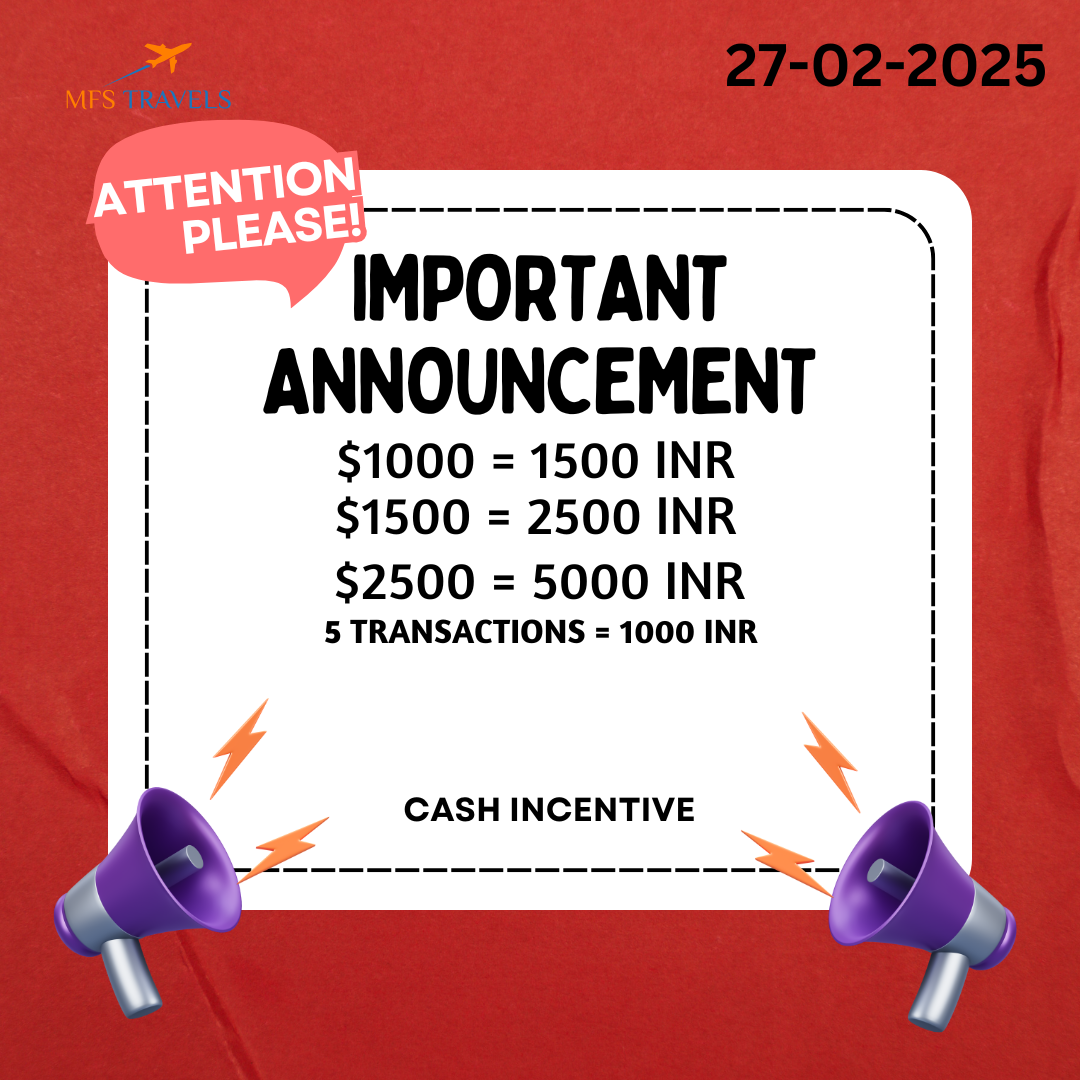 MFS TRAVELS
27-02-2025
ATTENTION
PLEASE!
IMPORTANT
ANNOUNCEMENT
$1000 = 1500 INR
$1500 = 2500 INR
$2500 = 5000 INR
5 TRANSACTIONS = 1000 INR
CASH INCENTIVE